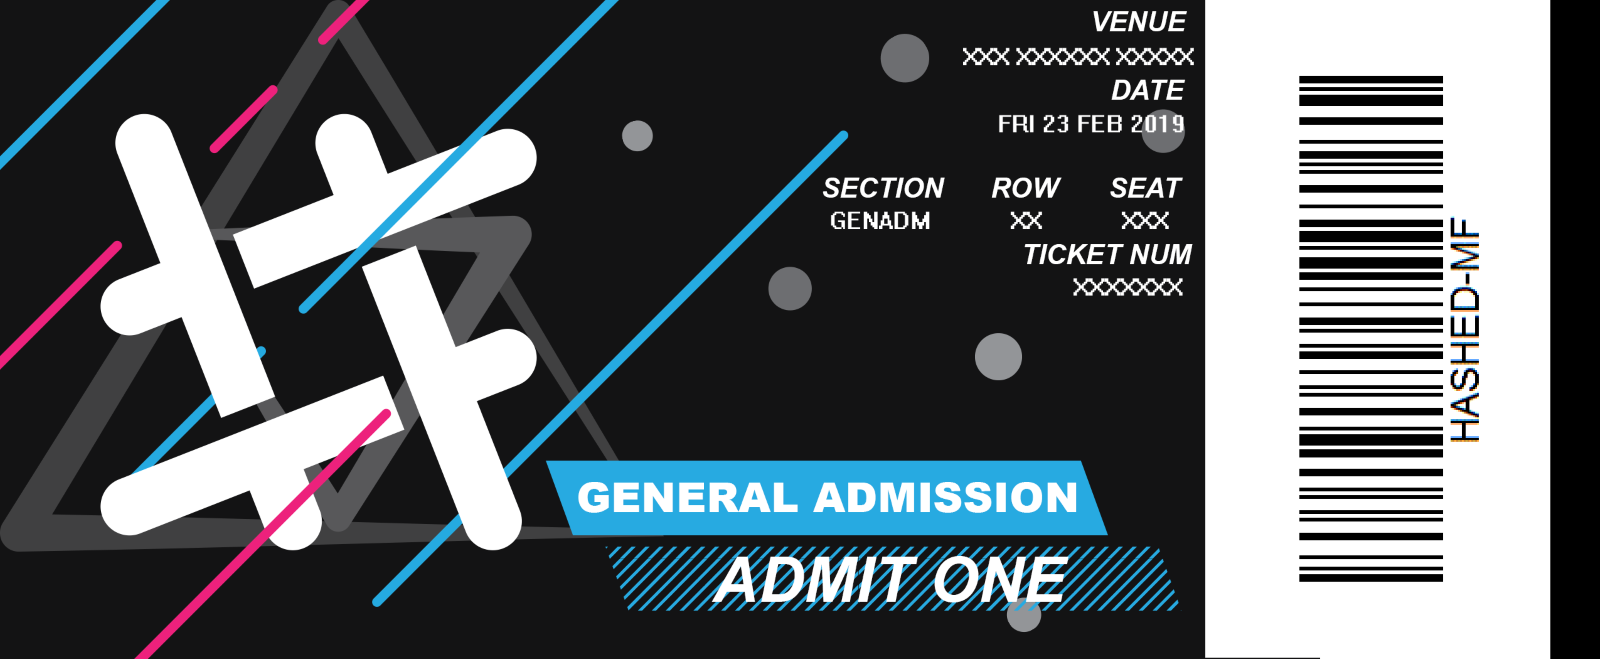 VENUE
XXX XXXXXX XXXXX
DATE
FRI 23 FEB 2019
SECTION ROW SEAT
GENADM XX XXX
TICKET NUM
XXXXXXX
GENERAL ADMISSION
ADMIT ONE
HASHED-MF